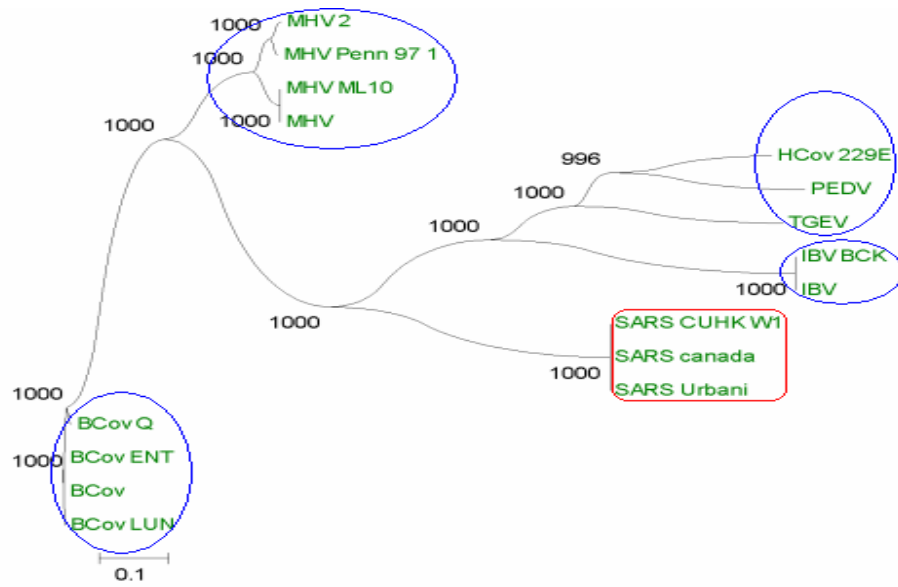 1000 MHV 2
MHV Penn 97 1
1000
MHV ML10
1000 MHV
1000
HCov 229E
996
PEDV
1000
TGEV
1000
IBV BCK
1000 IBV
1000
SARS CUHK W1
SARS canada
1000
SARS Urbani
1000
BCov Q
1000 BCov ENT
BCov
BCov LUN
0.1